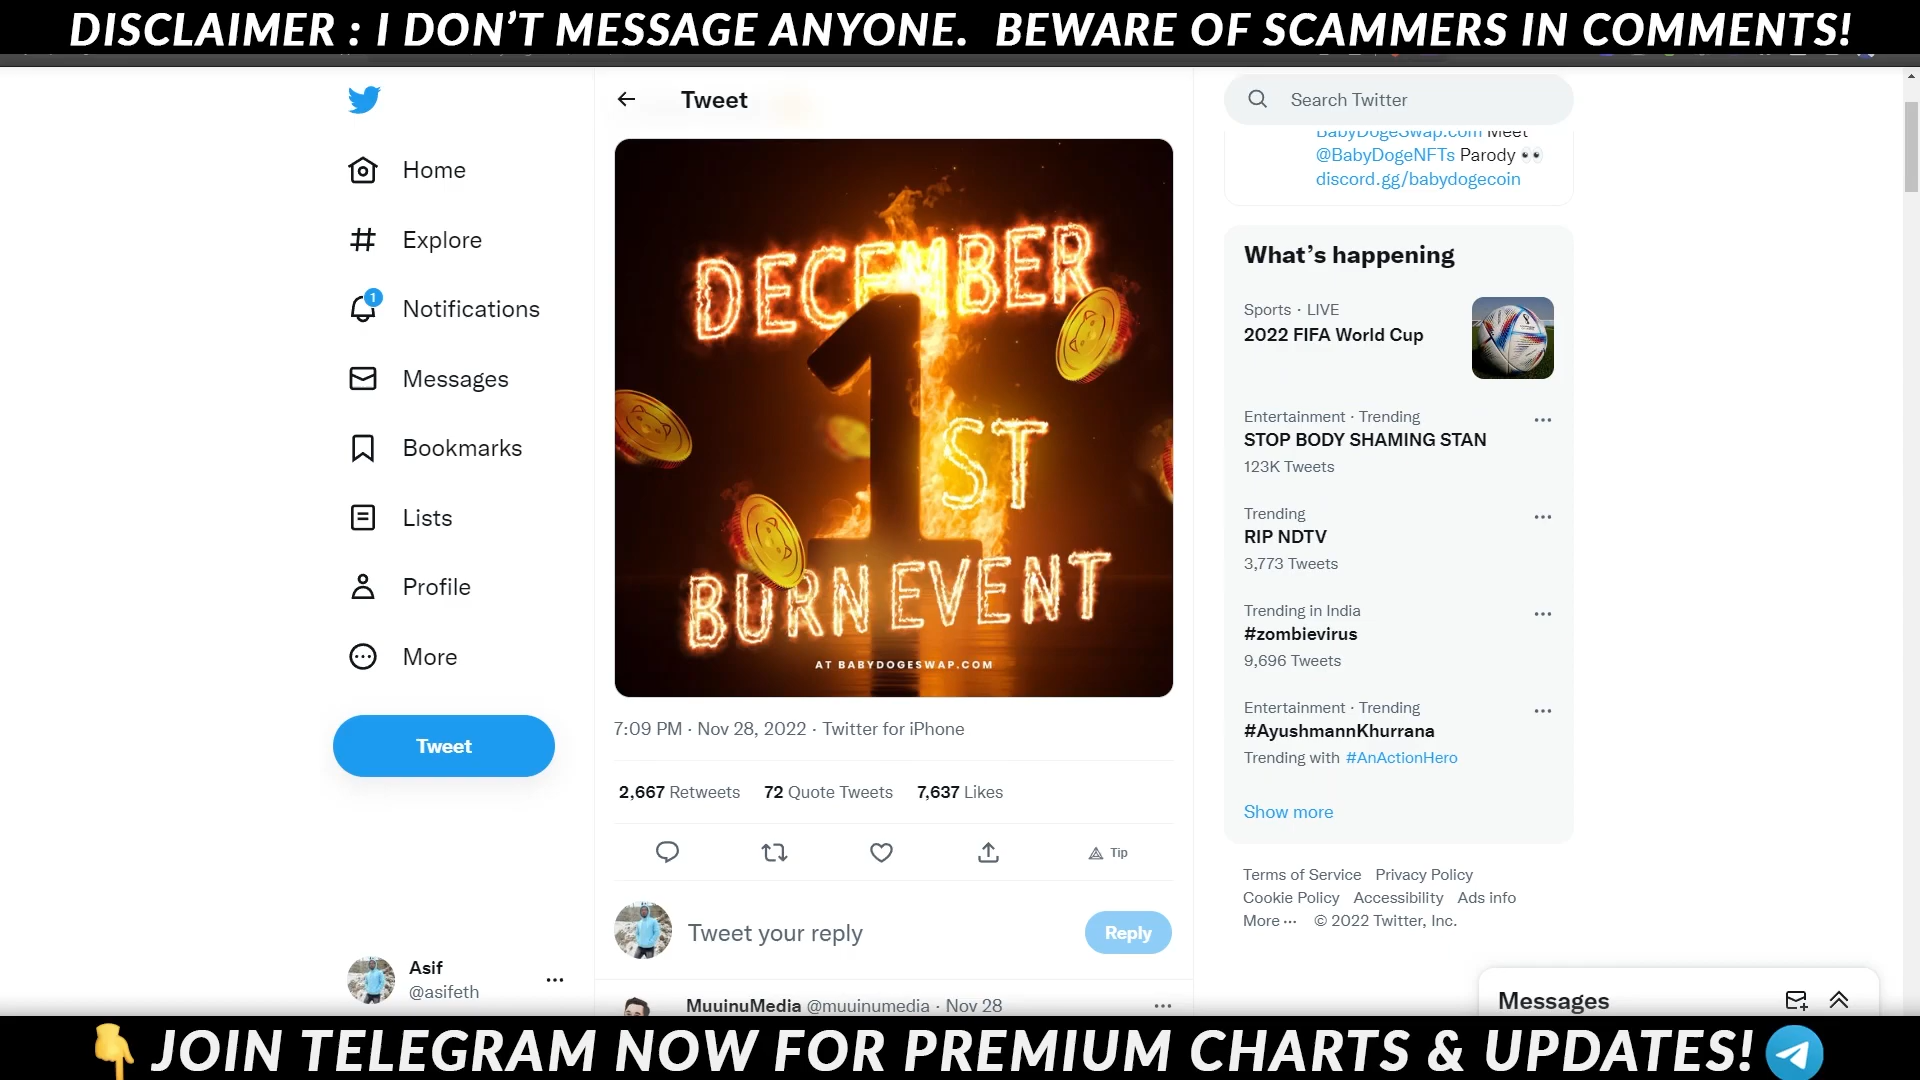 DISCLAIMER : I DON'T MESSAGE ANYONE.  BEWARE OF SCAMMERS IN COMMENTS!
Home
Explore
1
Notifications
Messages
Bookmarks
Lists
Profile
More
Tweet
Asif
@asifeth
Tweet
DECEMBER
1ST
BURN EVENT
AT BABYDOGESWAP.COM
7:09 PM · Nov 28, 2022 · Twitter for iPhone
2,667 Retweets 72 Quote Tweets 7,637 Likes
Tip
Tweet your reply
Reply
MuuinuMedia @muuinumedia · Nov 28
Search Twitter
BabyDogeSwap.com Meet
@BabyDogeNFTs Parody 👀
discord.gg/babydogecoin
What's happening
Sports · LIVE
2022 FIFA World Cup
Entertainment · Trending
STOP BODY SHAMING STAN
123K Tweets
Trending
RIP NDTV
3,773 Tweets
Trending in India
#zombievirus
9,696 Tweets
Entertainment · Trending
#AyushmannKhurrana
Trending with #AnActionHero
Show more
Terms of Service Privacy Policy
Cookie Policy Accessibility Ads info
More ··· © 2022 Twitter, Inc.
Messages
👇 JOIN TELEGRAM NOW FOR PREMIUM CHARTS & UPDATES!